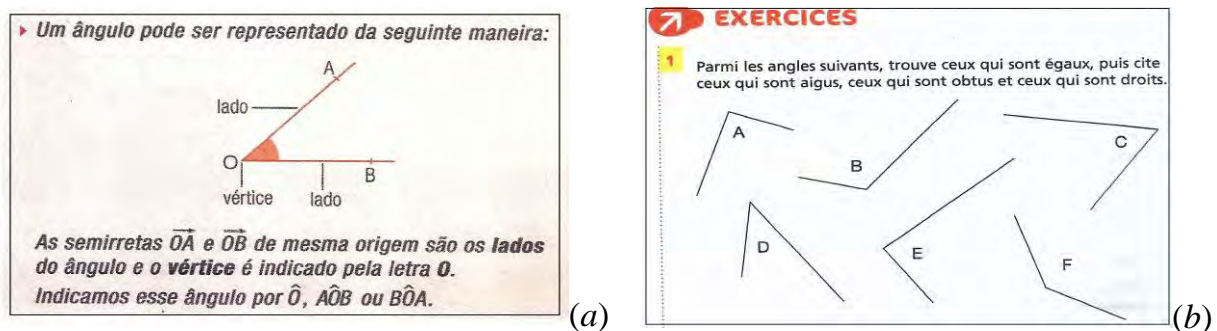 ▸ Um ângulo pode ser representado da seguinte maneira:
A
lado
O
B
vértice
lado
As semirretas OA e OB de mesma origem são os lados
do ângulo e o vértice é indicado pela letra O.
Indicamos esse ângulo por Ô, AÔB ou BÔA.
(a)
EXERCICES
1
Parmi les angles suivants, trouve ceux qui sont égaux, puis cite
ceux qui sont aigus, ceux qui sont obtus et ceux qui sont droits.
A
B
C
D
E
F
(b)